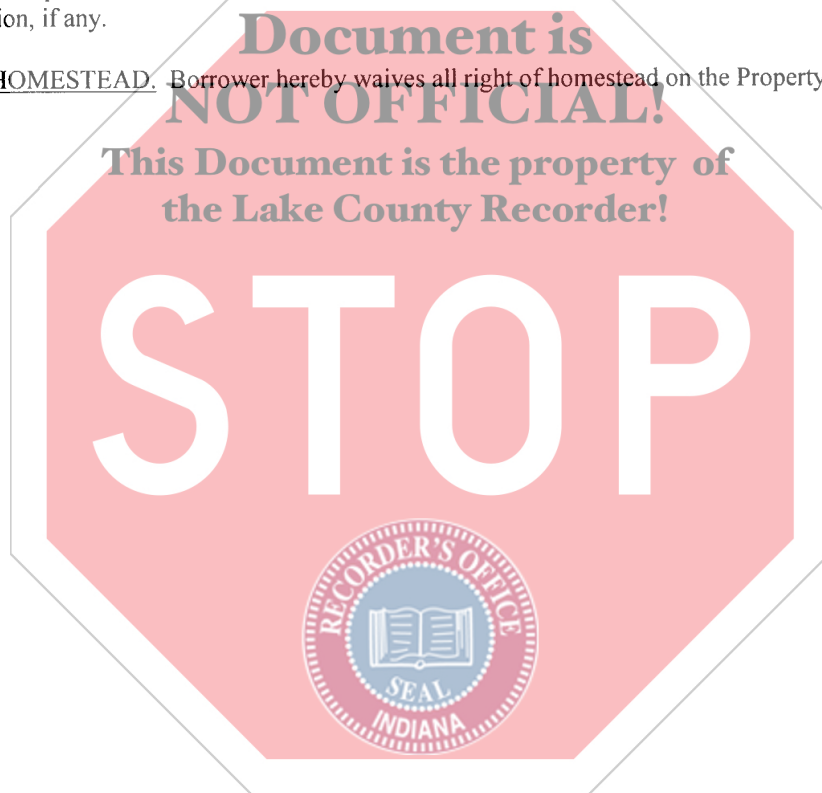 ion, if any.
Document is
HOMESTEAD. Borrower hereby waives all right of homestead on the Property
NOT OFFICIAL!
This Document is the property of
the Lake County Recorder!
STOP
RECORDER'S OFFICE
SEAL
INDIANA